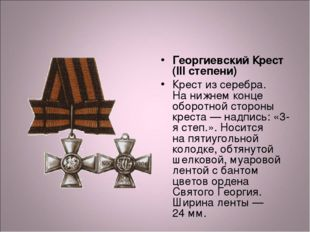 Георгиевский Крест
(III степени)
Крест из серебра.
На нижнем конце
оборотной стороны
креста — надпись: «3-
я степ.». Носится
на пятиугольной
колодке, обтянутой
шелковой, муаровой
лентой с бантом
цветов ордена
Святого Георгия.
Ширина ленты —
24 мм.